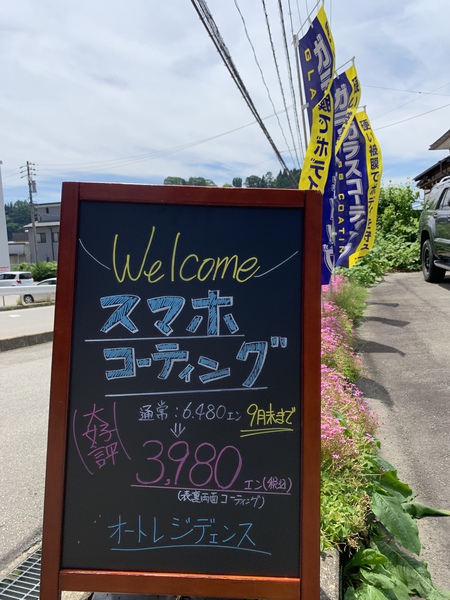 Welcome
スマホ
コーティング
大好評
通常:6.480エン 9月末まで
⇓
3,980エン(税込)
(表裏両面コーティング)
オートレジデンス
ガラスコーティング